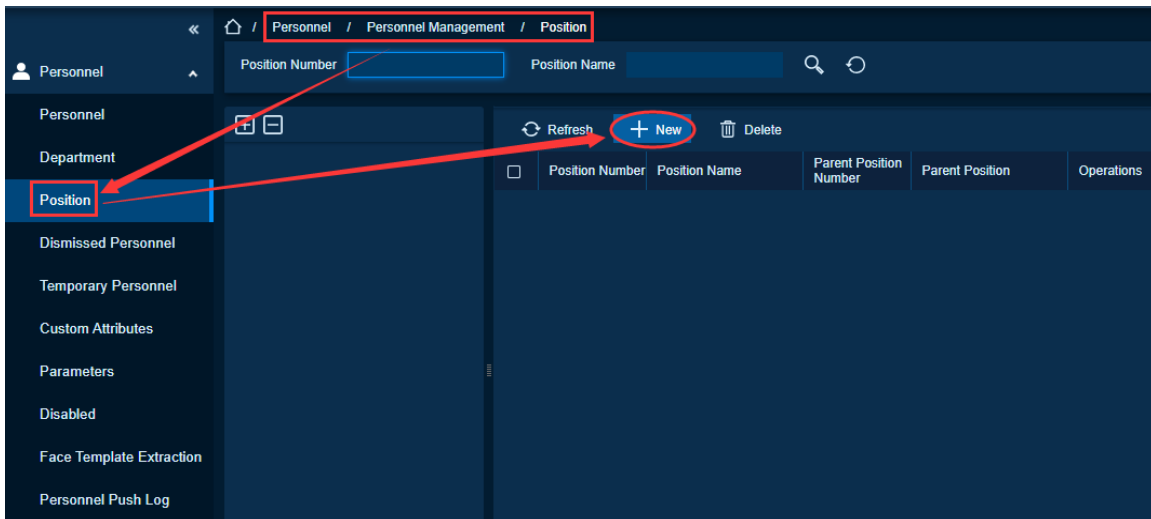 « / Personnel / Personnel Management / Position
Personnel
Position Number
Position Name
Personnel
Department
Position
Dismissed Personnel
Temporary Personnel
Custom Attributes
Parameters
Disabled
Face Template Extraction
Personnel Push Log
Refresh + New Delete
Position Number
Position Name
Parent Position
Number
Parent Position
Operations